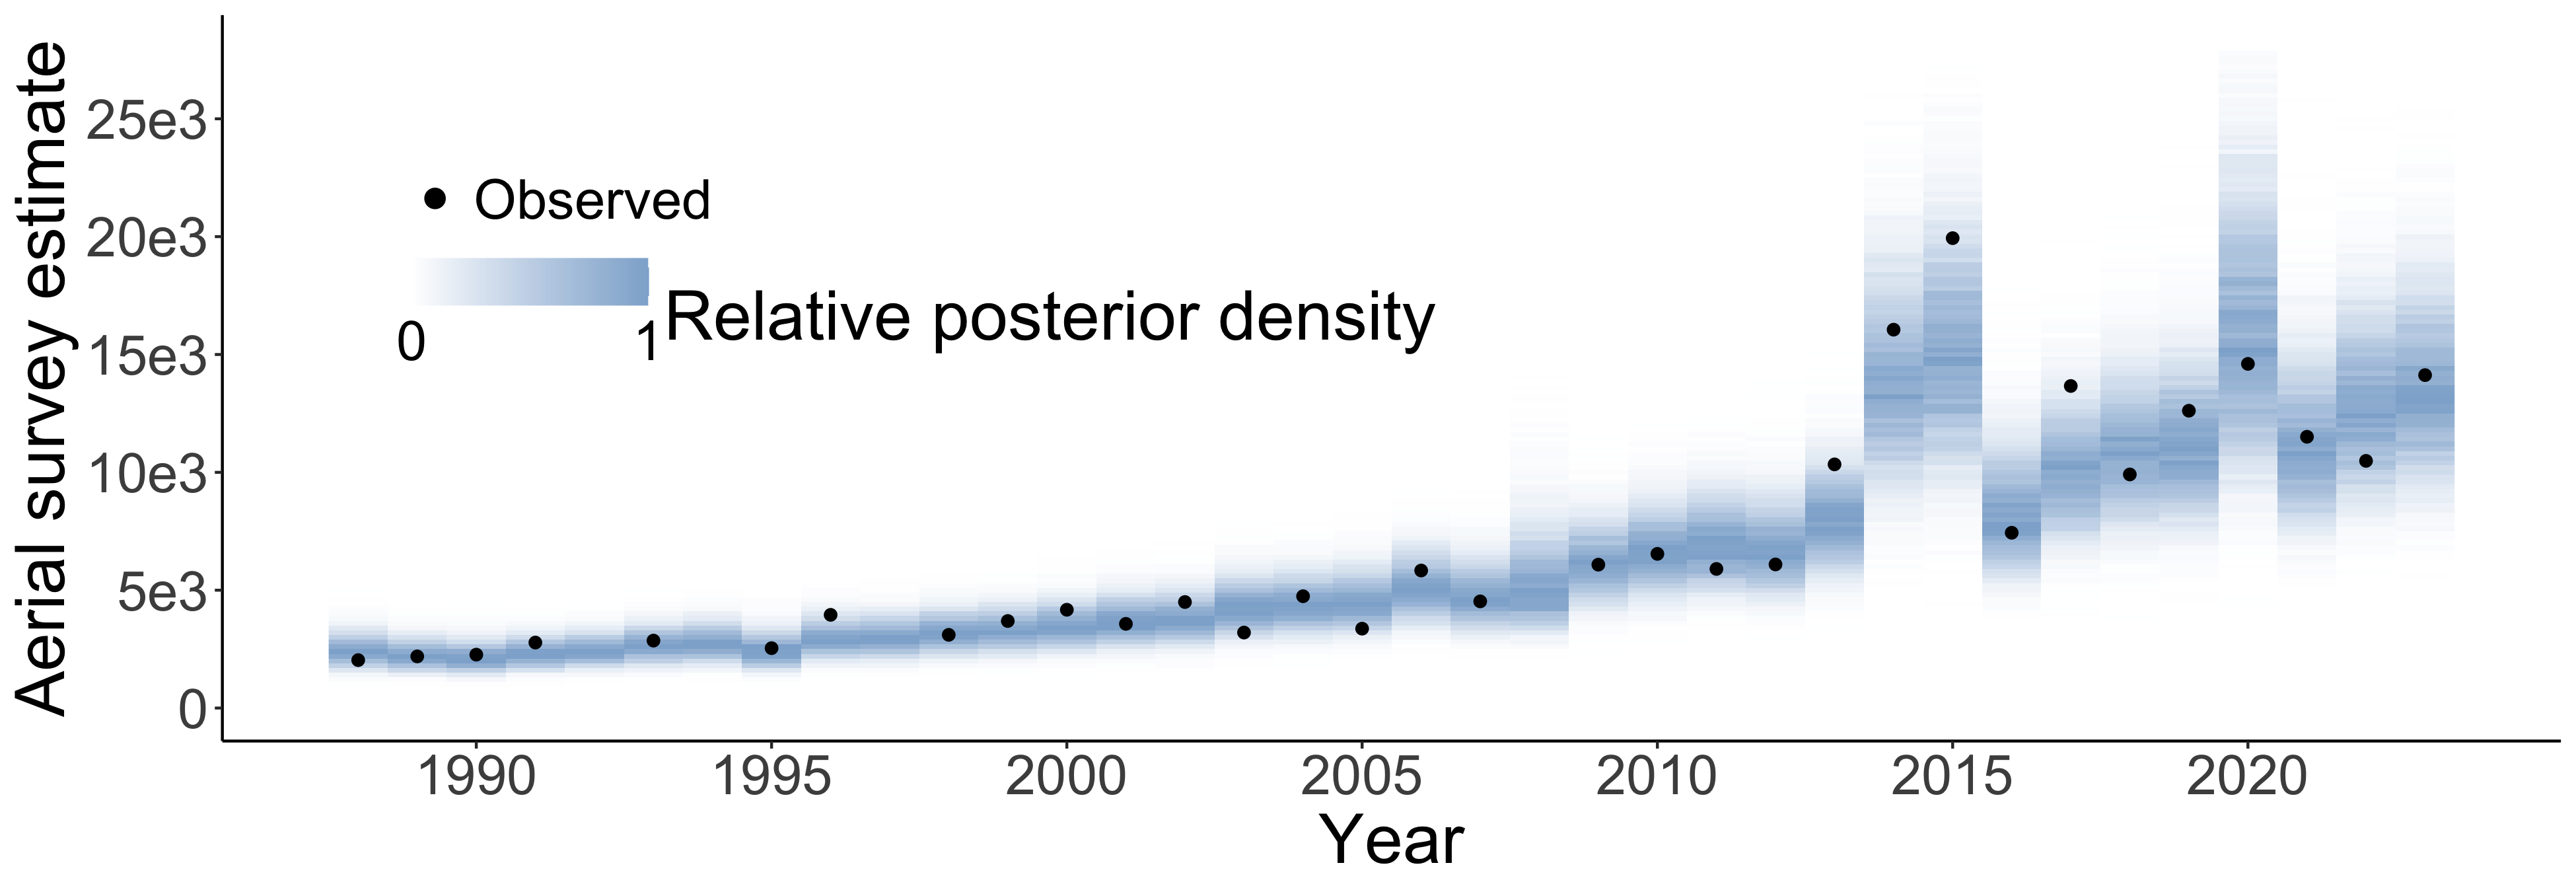 Aerial survey estimate
25e3
20e3
15e3
10e3
5e3
0
Observed
0 1
Relative posterior density
1990 1995 2000 2005 2010 2015 2020
Year